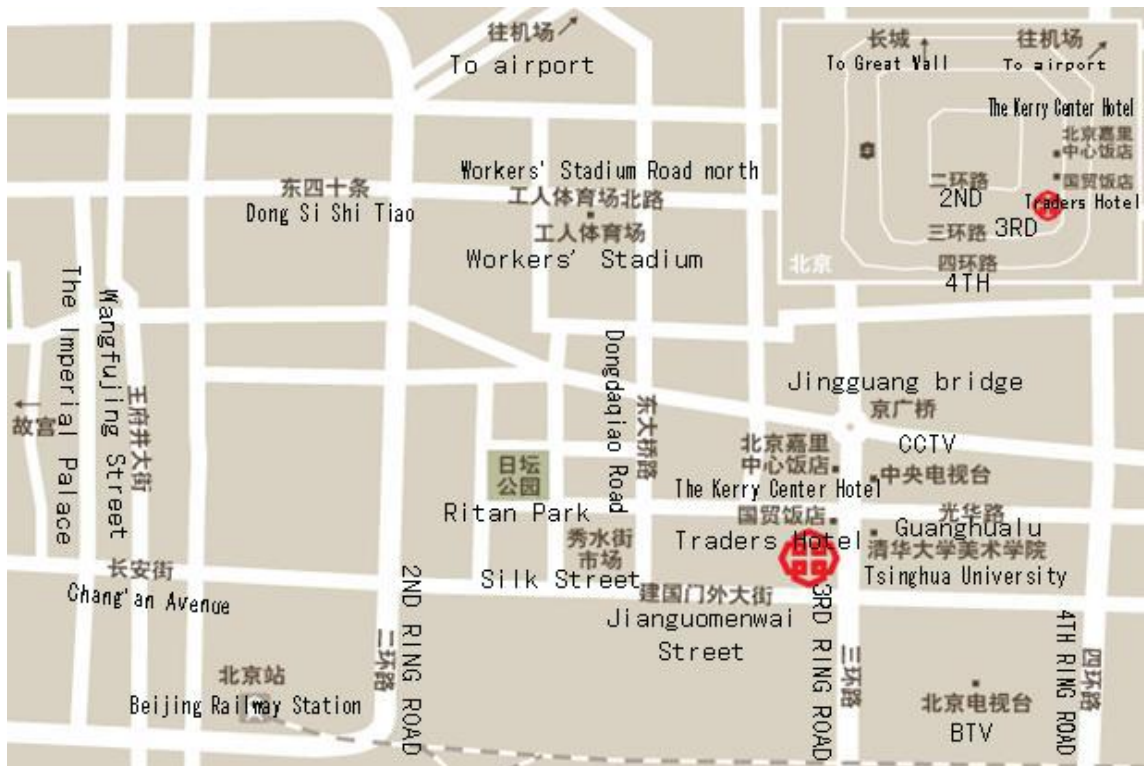 往机场
To airport
长城
To Great Wall
往机场
To airport
The Kerry Center Hotel
北京嘉里
中心饭店
国贸饭店
Traders Hotel
二环路
2ND
三环路
3RD
四环路
4TH
北京
Workers' Stadium Road north
工人体育场北路
东四十条
Dong Si Shi Tiao
工人体育场
Workers' Stadium
The Imperial Palace
故宫
Wangfujing Street
王府井大街
Dongdaqiao Road
东大桥路
Jingguang bridge
京广桥
CCTV
中央电视台
北京嘉里
中心饭店
The Kerry Center Hotel
日坛
公园
Ritan Park
国贸饭店
Traders Hotel
光华路
Guanghualu
清华大学美术学院
Tsinghua University
秀水街
市场
Silk Street
长安街
Chang'an Avenue
建国门外大街
Jianguomenwai
Street
2ND RING ROAD
二环路
3RD RING ROAD
三环路
4TH RING ROAD
四环路
北京站
Beijing Railway Station
北京电视台
BTV